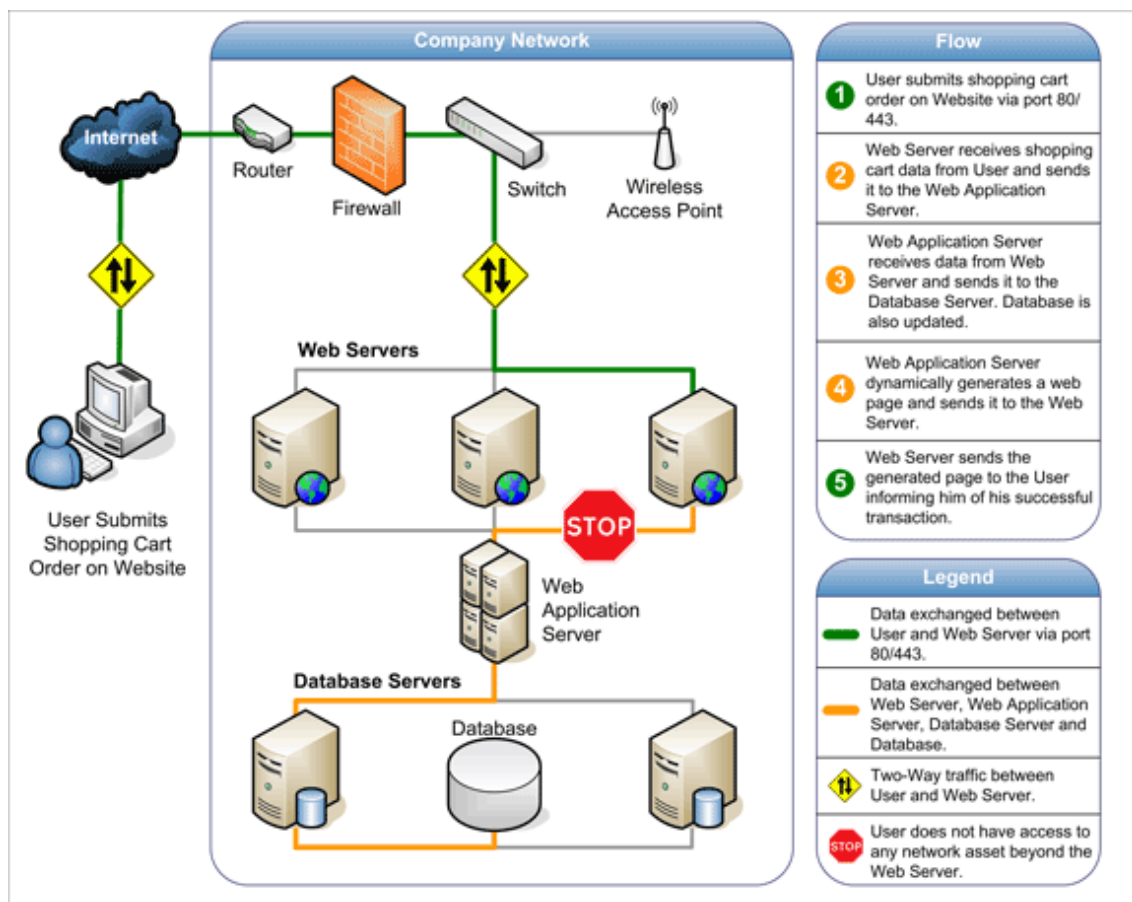 Company Network
Internet
Router
Firewall
Switch
Wireless
Access Point
Web Servers
User Submits
Shopping Cart
Order on Website
STOP
Web
Application
Server
Database Servers
Database
Flow
1
User submits shopping cart
order on Website via port 80/
443.
2
Web Server receives shopping
cart data from User and sends
it to the Web Application
Server.
3
Web Application Server
receives data from Web
Server and sends it to the
Database Server. Database is
also updated.
4
Web Application Server
dynamically generates a web
page and sends it to the Web
Server.
5
Web Server sends the
generated page to the User
informing him of his successful
transaction.
Legend
Data exchanged between
User and Web Server via port
80/443.
Data exchanged between
Web Server, Web Application
Server, Database Server and
Database.
Two-Way traffic between
User and Web Server.
STOP
User does not have access to
any network asset beyond the
Web Server.